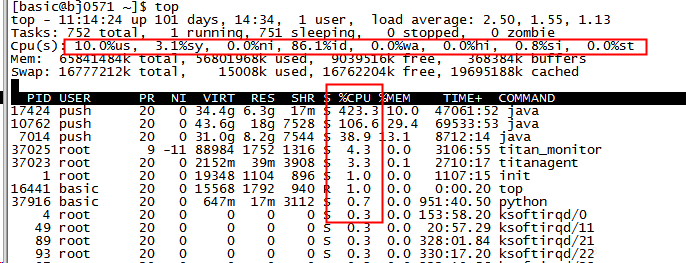 [basic@bj0571 ~]$ top
top - 11:14:24 up 101 days, 14:34, 1 user, load average: 2.50, 1.55, 1.13
Tasks: 752 total, 1 running, 751 sleeping, 0 stopped, 0 zombie
Cpu(s): 10.0%us, 3.1%sy, 0.0%ni, 86.1%id, 0.0%wa, 0.0%hi, 0.8%si, 0.0%st
Mem: 65841484k total, 56801968k used, 9039516k free, 368384k buffers
Swap: 16777212k total, 15008k used, 16762204k free, 19695188k cached
PID USER PR NI VIRT RES SHR S %CPU %MEM TIME+ COMMAND
17424 push 20 0 34.4g 6.3g 17m S 423.3 10.0 47061:52 java
10762 push 20 0 43.6g 18g 7528 S 106.6 29.4 69533:53 java
7014 push 20 0 31.0g 8.2g 7544 S 38.9 13.1 8712:14 java
37025 root 9 -11 88984 1752 1316 S 4.3 0.0 3106:55 titan_monitor
37023 root 20 0 2152m 39m 3908 S 3.3 0.1 2710:17 titanagent
1 root 20 0 19348 1104 896 S 1.0 0.0 1107:15 init
16441 basic 20 0 15568 1792 940 R 1.0 0.0 0:00.20 top
37916 basic 20 0 647m 17m 3112 S 0.7 0.0 951:40.50 python
4 root 20 0 0 0 0 S 0.3 0.0 153:58.20 ksoftirqd/0
49 root 20 0 0 0 0 S 0.3 0.0 20:57.29 ksoftirqd/11
89 root 20 0 0 0 0 S 0.3 0.0 328:01.84 ksoftirqd/21
93 root 20 0 0 0 0 S 0.3 0.0 330:17.20 ksoftirqd/22